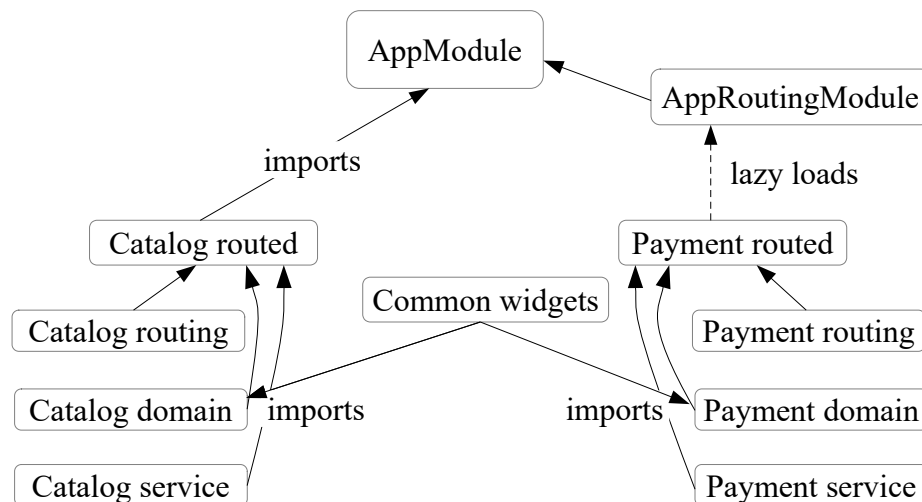 AppModule
AppRoutingModule
imports
lazy loads
Catalog routed
Payment routed
Common widgets
Catalog routing
Payment routing
Catalog domain
imports
imports
Payment domain
Catalog service
Payment service